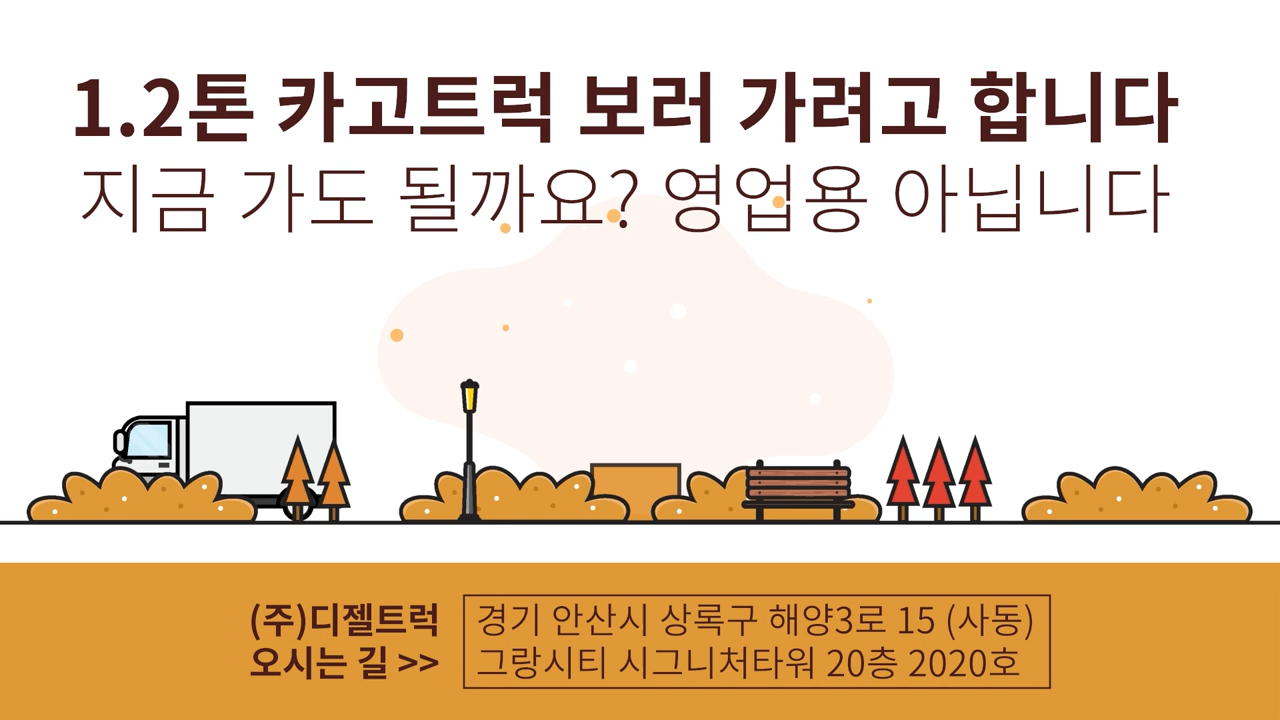 1.2톤 카고트럭 보러 가려고 합니다
지금 가도 될까요? 영업용 아닙니다
(주)디젤트럭
오시는 길 >>
경기 안산시 상록구 해양3로 15 (사동)
그랑시티 시그니처타워 20층 2020호